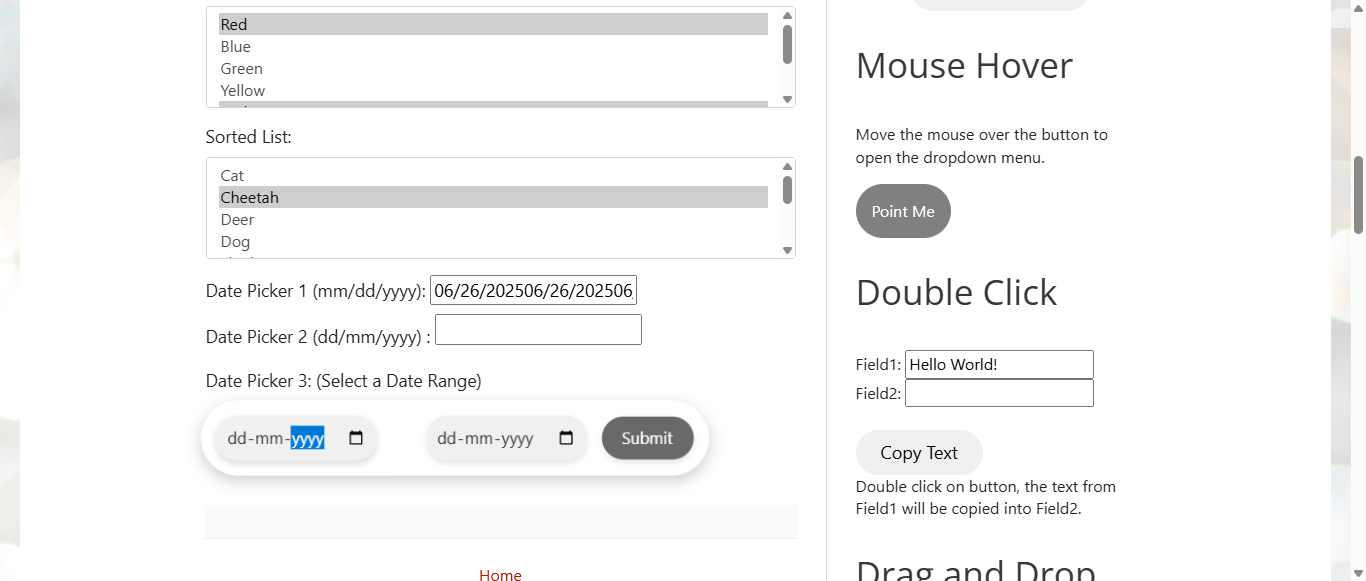 Red
Blue
Green
Yellow
Sorted List:
Cat
Cheetah
Deer
Dog
Date Picker 1 (mm/dd/yyyy): 06/26/202506/26/202506
Date Picker 2 (dd/mm/yyyy) :
Date Picker 3: (Select a Date Range)
dd-mm-yyyy dd-mm-yyyy Submit
Home
Mouse Hover
Move the mouse over the button to
open the dropdown menu.
Point Me
Double Click
Field1: Hello World!
Field2:
Copy Text
Double click on button, the text from
Field1 will be copied into Field2.
Drag and Drop